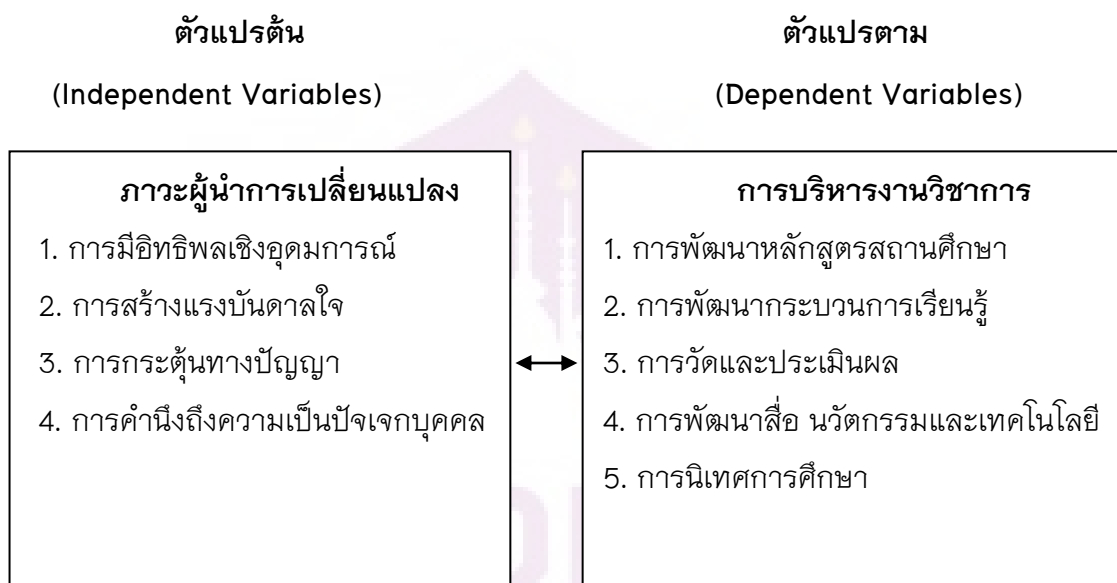 ตัวแปรต้น
(Independent Variables)
ภาวะผู้นำการเปลี่ยนแปลง
1. การมีอิทธิพลเชิงอุดมการณ์
2. การสร้างแรงบันดาลใจ
3. การกระตุ้นทางปัญญา
4. การคำนึงถึงความเป็นปัจเจกบุคคล
ตัวแปรตาม
(Dependent Variables)
การบริหารงานวิชาการ
1. การพัฒนาหลักสูตรสถานศึกษา
2. การพัฒนากระบวนการเรียนรู้
3. การวัดและประเมินผล
4. การพัฒนาสื่อ นวัตกรรมและเทคโนโลยี
5. การนิเทศการศึกษา